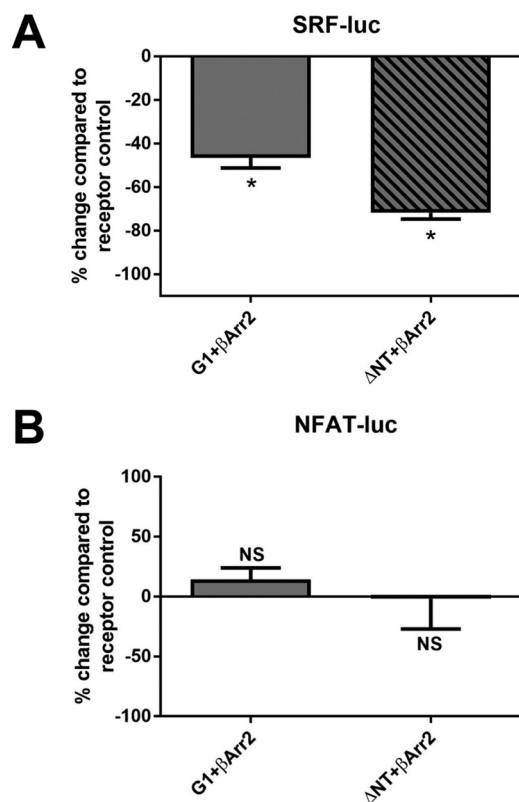 A
SRF-luc
% change compared to
receptor control
0
-20
-40
-60
-80
-100
*
*
G1+βArr2
ΔNT+βArr2
B
NFAT-luc
% change compared to
receptor control
100
50
0
-50
-100
NS
NS
G1+βArr2
ΔNT+βArr2